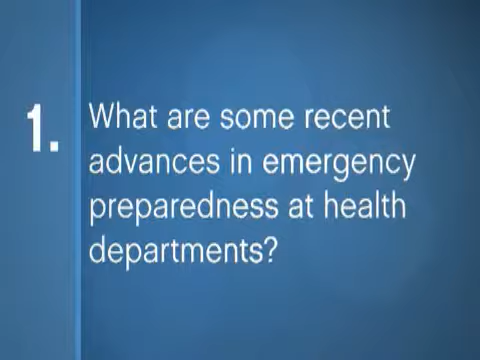 1.
What are some recent
advances in emergency
preparedness at health
departments?